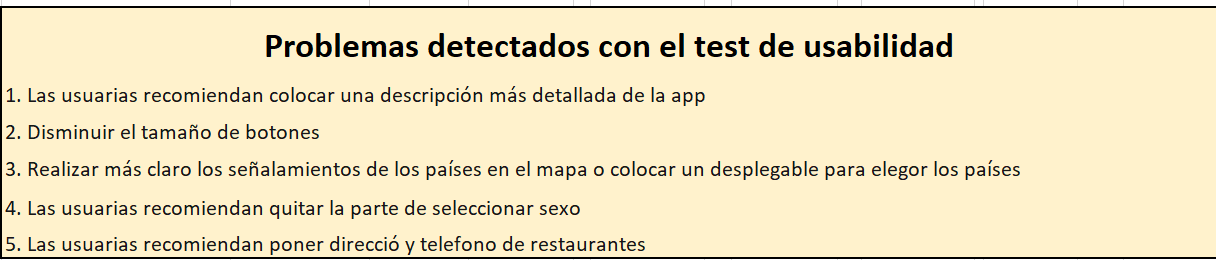 Problemas detectados con el test de usabilidad
1. Las usuarias recomiendan colocar una descripción más detallada de la app
2. Disminuir el tamaño de botones
3. Realizar más claro los señalamientos de los países en el mapa o colocar un desplegable para elegor los países
4. Las usuarias recomiendan quitar la parte de seleccionar sexo
5. Las usuarias recomiendan poner direcció y telefono de restaurantes